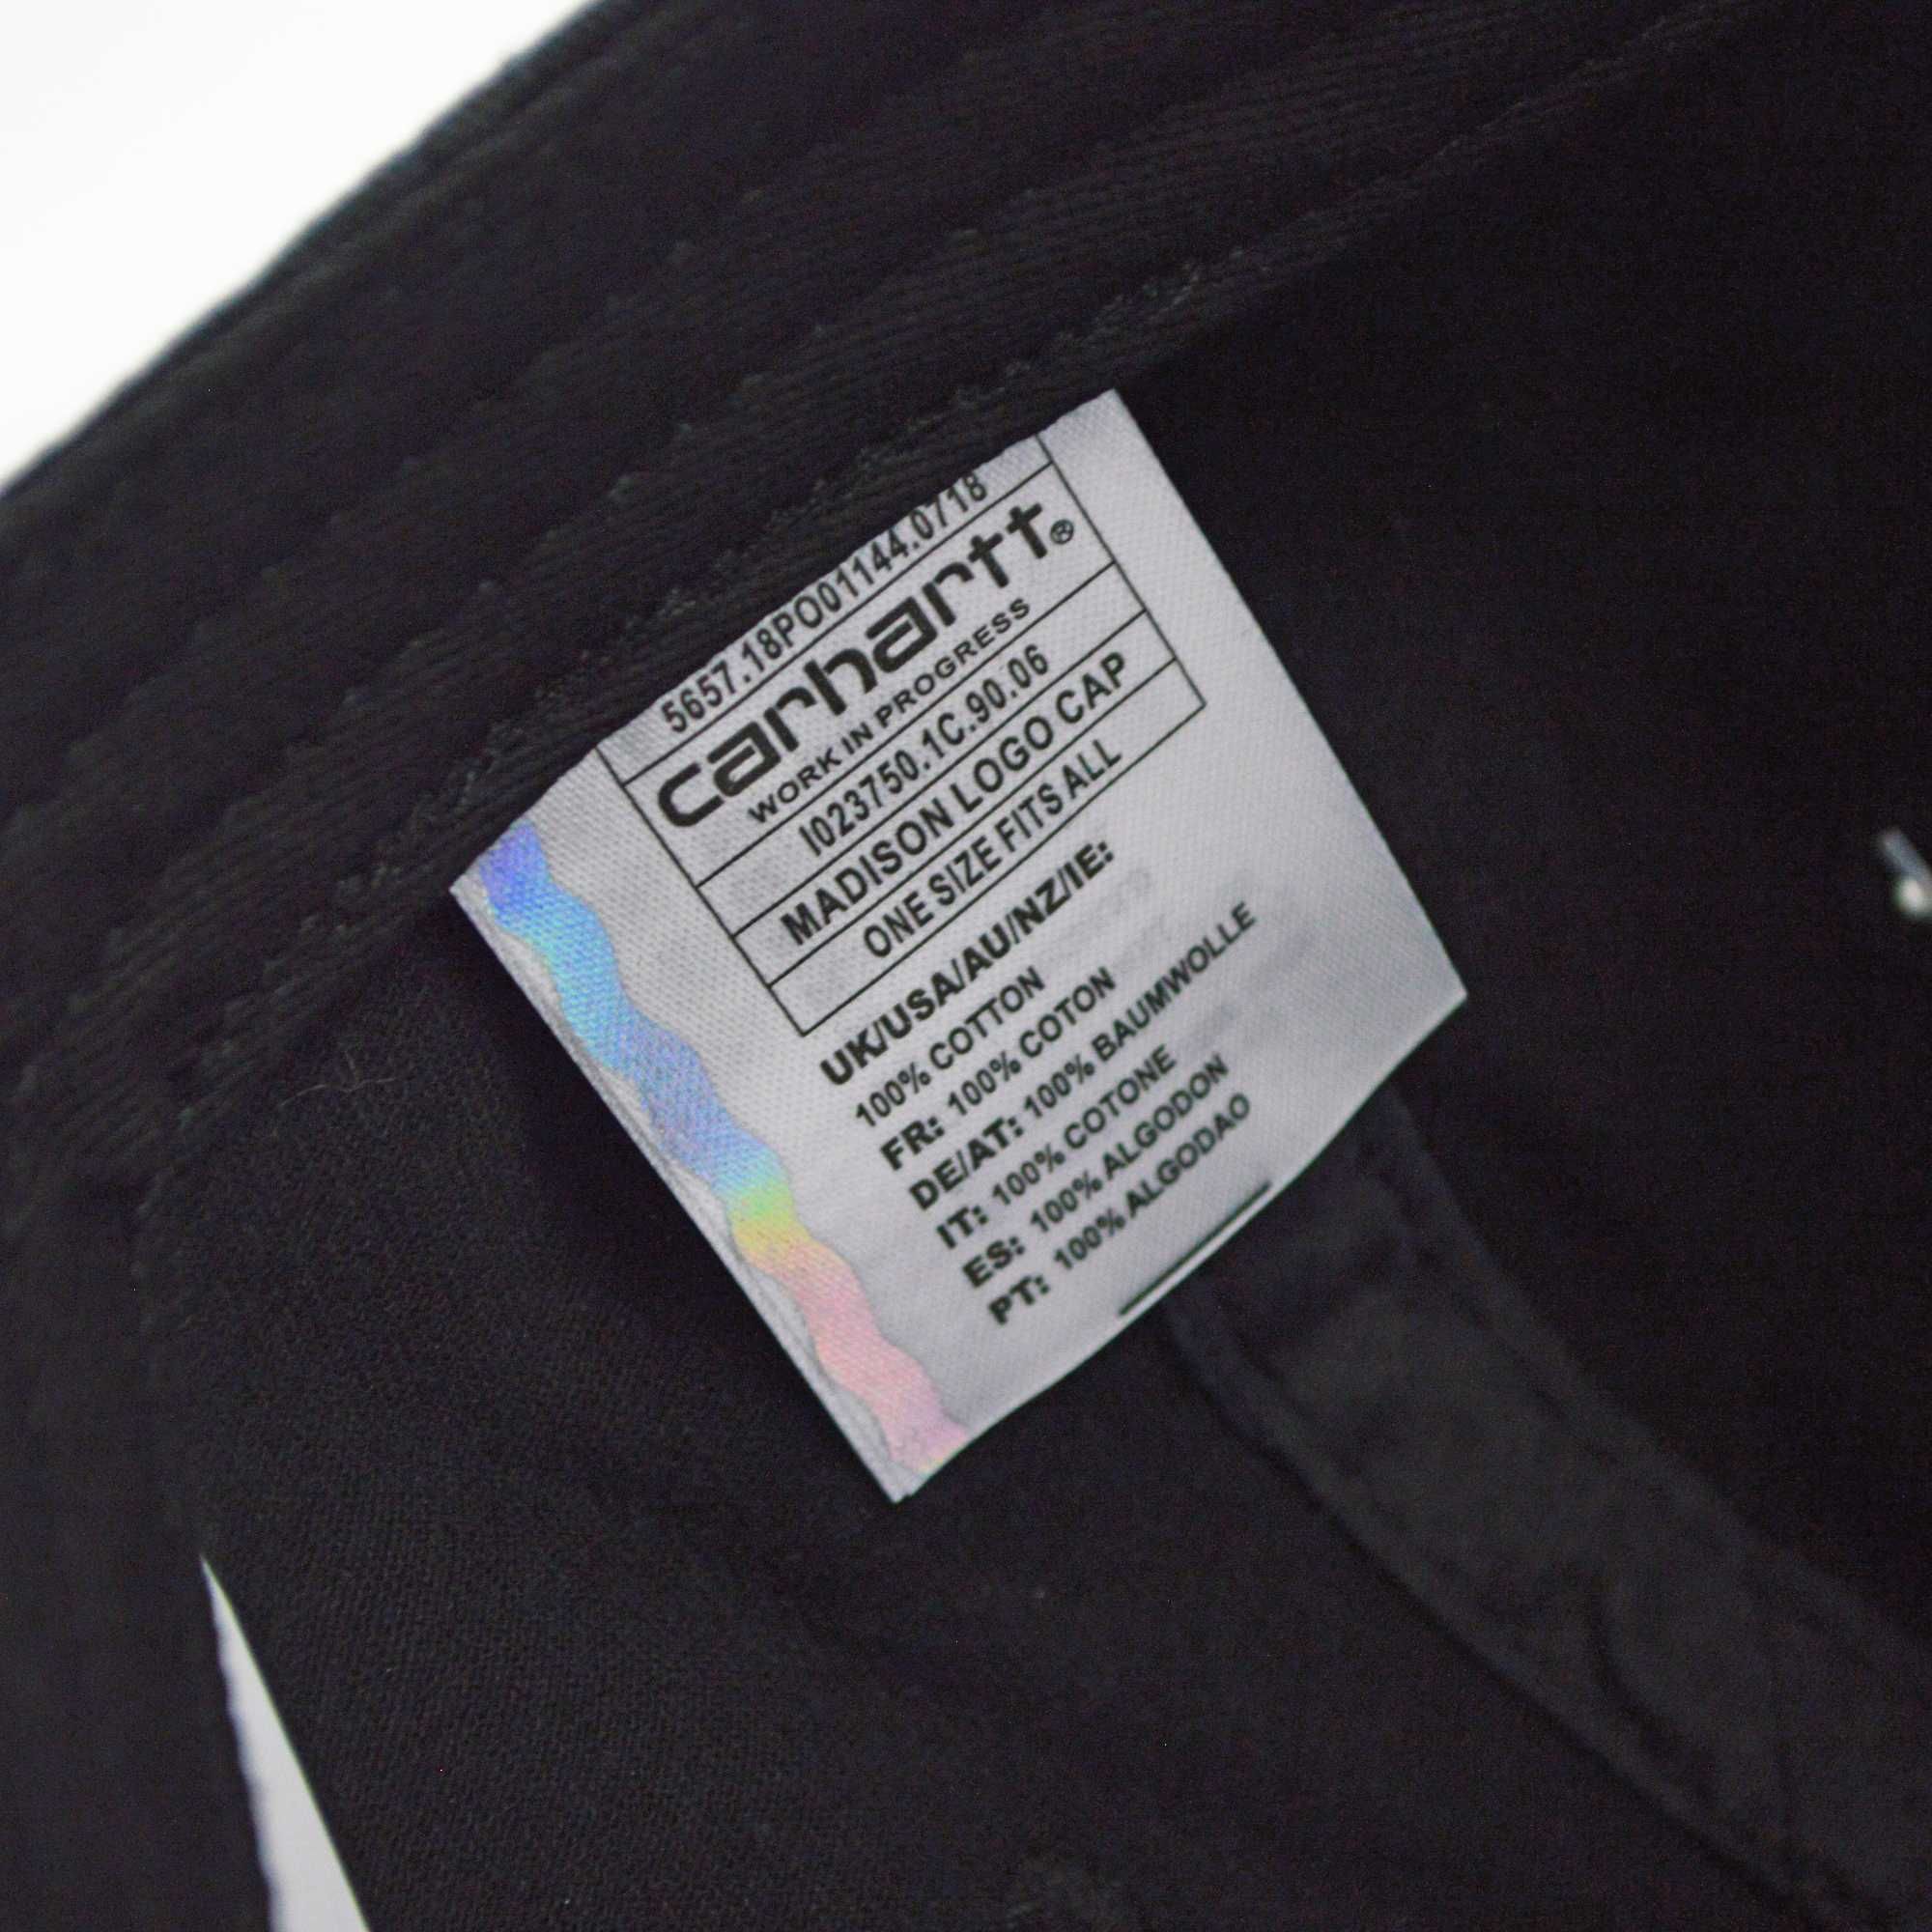 5657.18PO01144.0718
carhartt®
WORK IN PROGRESS
I023750.1C.90.06
MADISON LOGO CAP
ONE SIZE FITS ALL
UK/USA/AU/NZ/IE:
100% COTTON
FR: 100% COTON
DE/AT: 100% BAUMWOLLE
IT: 100% COTONE
ES: 100% ALGODON
PT: 100% ALGODAO